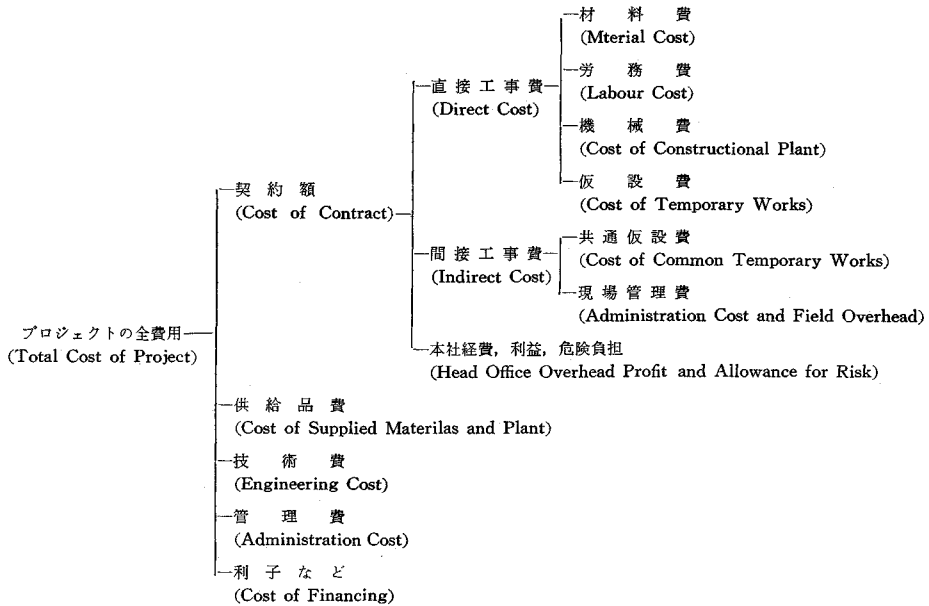 材料費
(Mterial Cost)
労務費
(Labour Cost)
機械費
(Cost of Constructional Plant)
仮設費
(Cost of Temporary Works)
直接工事費
(Direct Cost)
共通仮設費
(Cost of Common Temporary Works)
現場管理費
(Administration Cost and Field Overhead)
間接工事費
(Indirect Cost)
本社経費,利益,危険負担
(Head Office Overhead Profit and Allowance for Risk)
契約額
(Cost of Contract)
プロジェクトの全費用
(Total Cost of Project)
供給品費
(Cost of Supplied Materilas and Plant)
技術費
(Engineering Cost)
管理費
(Administration Cost)
利子など
(Cost of Financing)